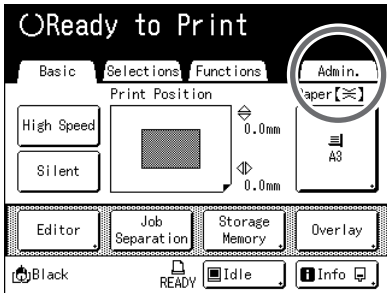 Ready to Print
Basic Selections Functions Admin.
Print Position Paper【】
High Speed 0.0mm
A3
Silent 0.0mm
Editor Job Separation Storage Memory Overlay
Black READY Idle Info